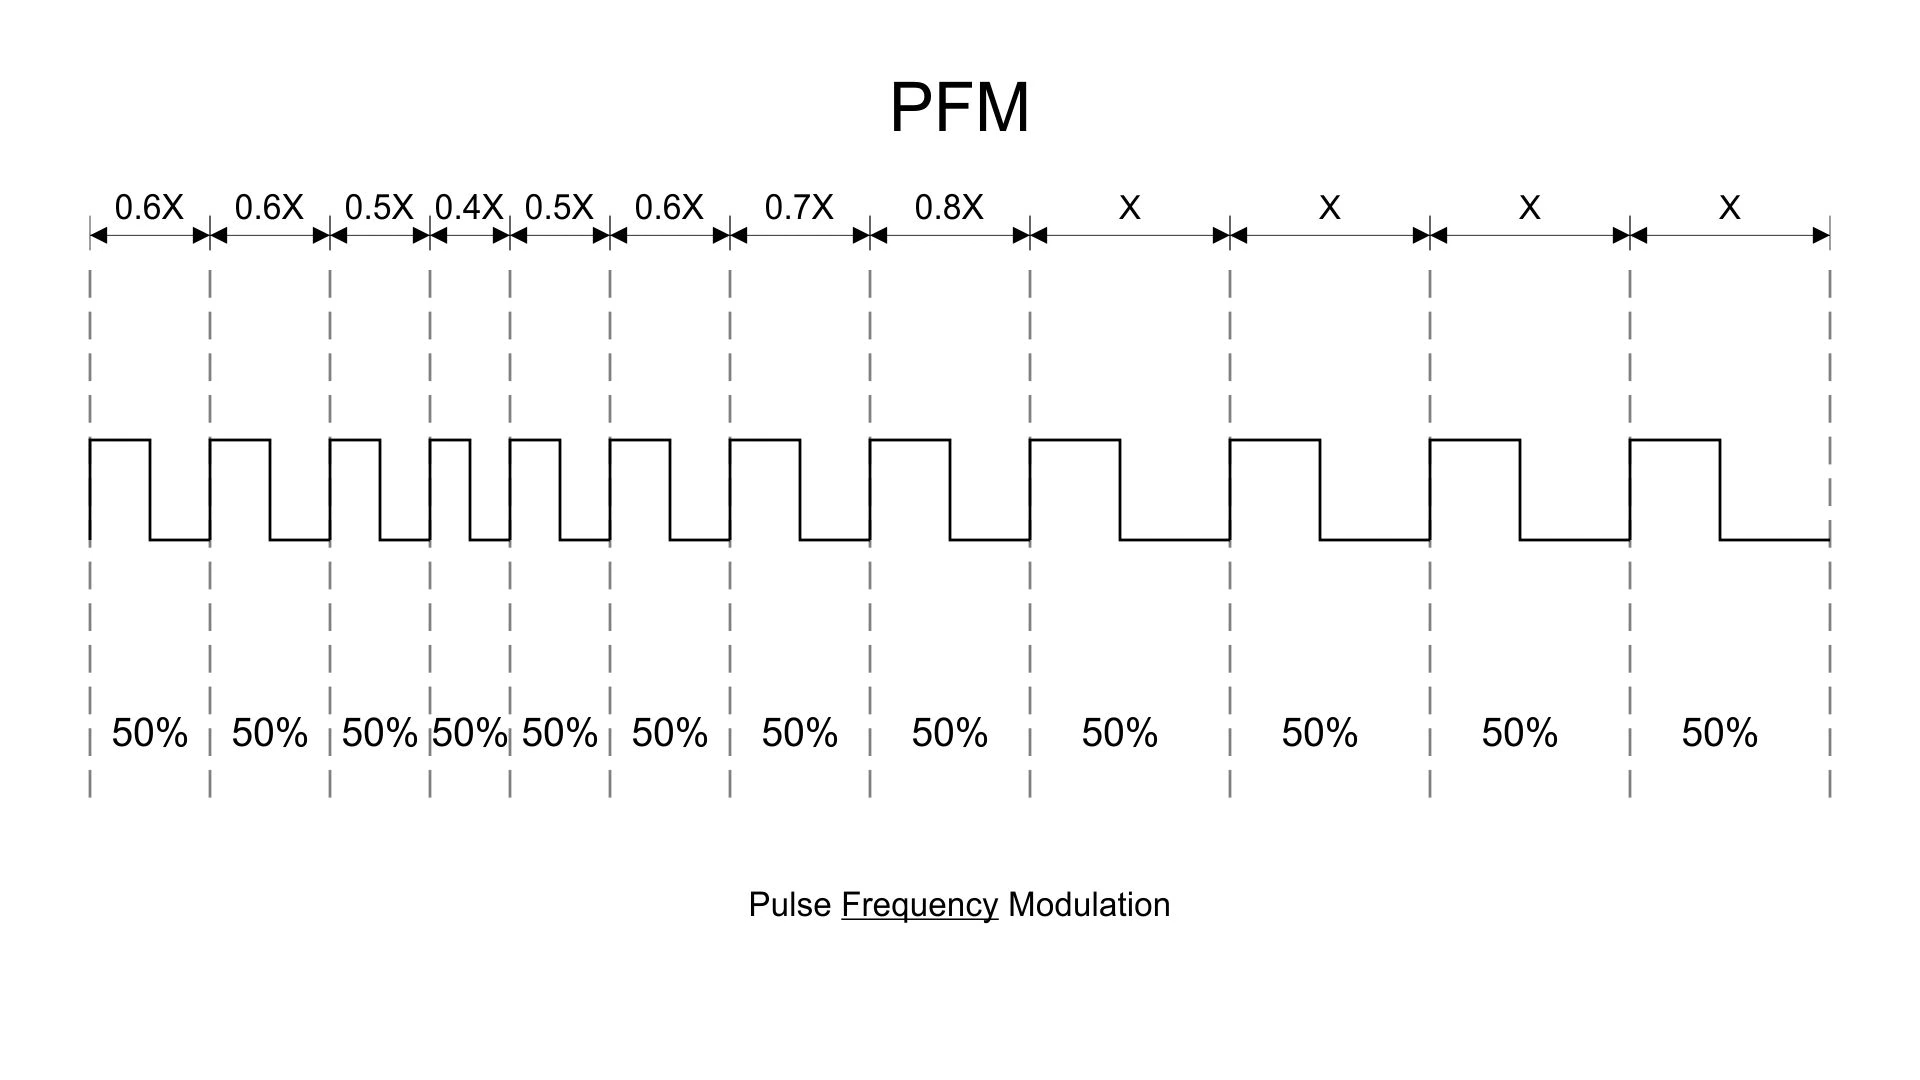 PFM
0.6X 0.6X 0.5X 0.4X 0.5X 0.6X 0.7X 0.8X X X X X
50% 50% 50% 50% 50% 50% 50% 50% 50% 50% 50% 50%
Pulse Frequency Modulation